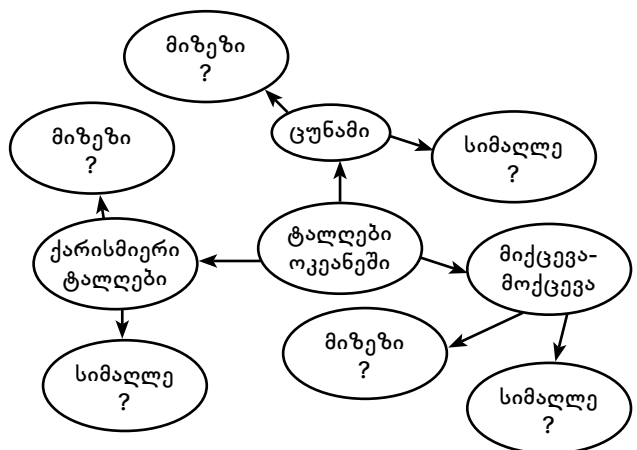 მიზეზი
?
ცუნამი
მიზეზი
?
სიმაღლე
?
ქარისმიერი
ტალღები
ტალღები
ოკეანეში
მიქცევა-
მოქცევა
მიზეზი
?
სიმაღლე
?
სიმაღლე
?